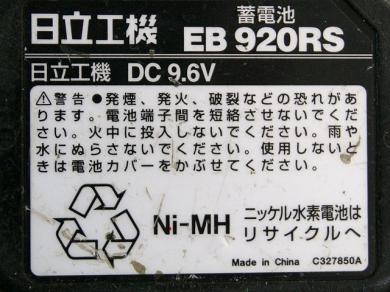 日立工機 蓄電池 EB 920RS
日立工機 DC 9.6V
⚠警告 ●発煙、発火、破裂などの恐れがあ
ります。電池端子間を短絡させないでくだ
さい。火中に投入しないでください。雨や
水にぬらさないでください。使用しないと
きは電池カバーをかぶせてください。
Ni-MH
ニッケル水素電池は
リサイクルへ
Made in China C327850A